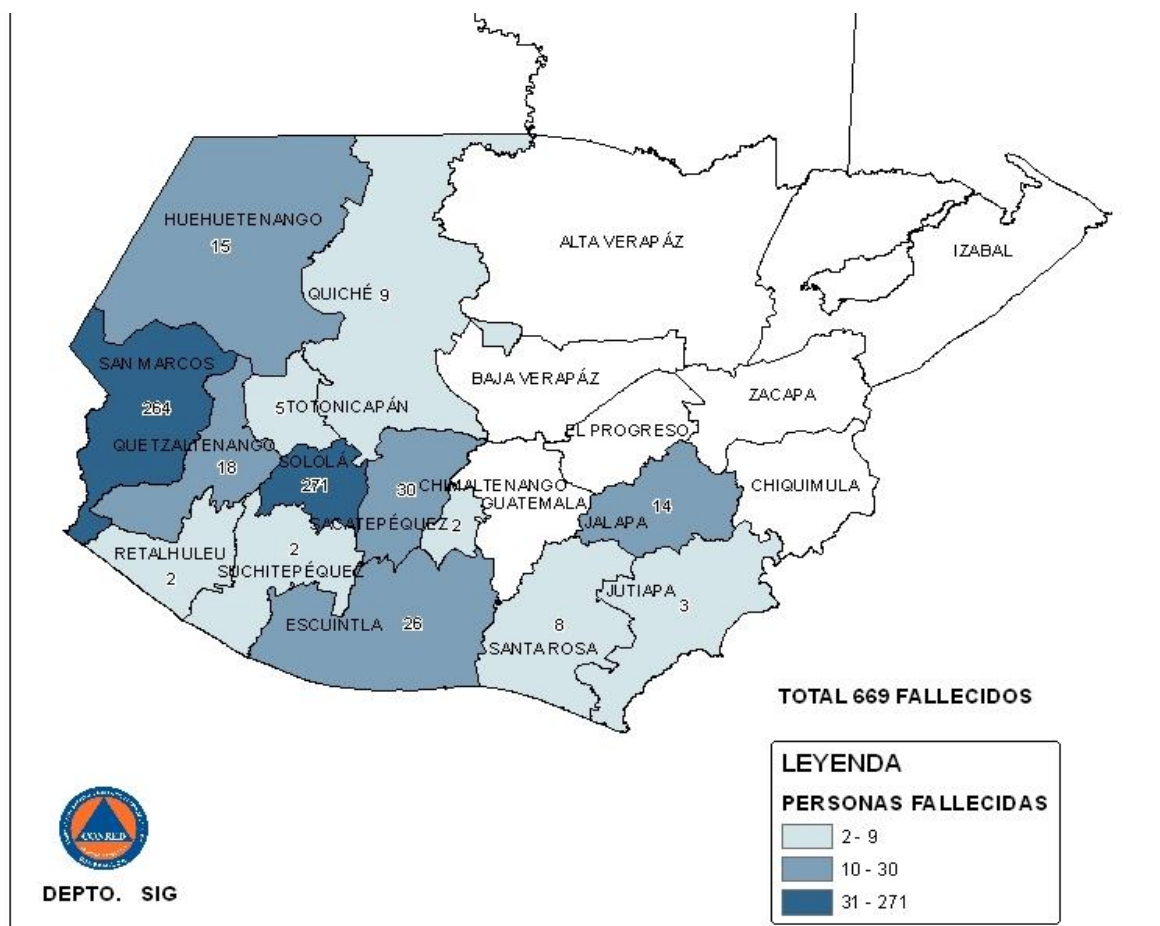 HUEHUETENANGO
15
ALTA VERAPÁZ
IZABAL
QUICHÉ 9
SAN MARCOS
264
BAJA VERAPÁZ
ZACAPA
5
TOTONICAPÁN
EL PROGRESO
QUETZALTENANGO
18
SOLOLÁ
271
30
CHIMALTENANGO
GUATEMALA
CHIQUIMULA
SACATEPÉQUEZ 2
JALAPA
14
RETALHULEU
2
2
SUCHITEPÉQUEZ
JUTIAPA
3
ESCUINTLA 26
8
SANTA ROSA
TOTAL 669 FALLECIDOS
LEYENDA
PERSONAS FALLECIDAS
2 - 9
10 - 30
31 - 271
CONRED
DEPTO. SIG